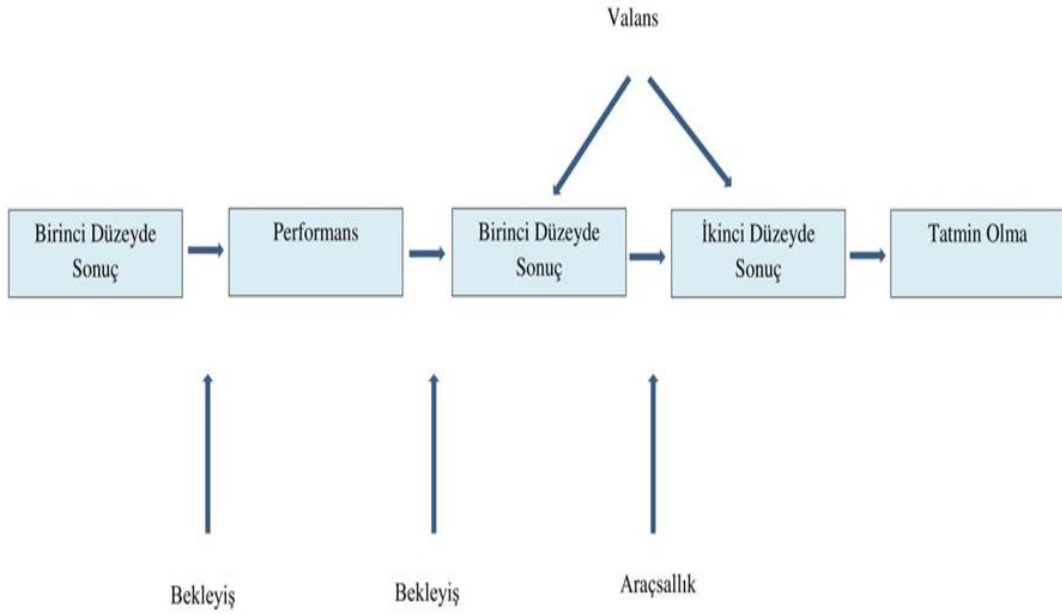 Valans
Birinci Düzeyde
Sonuç
Performans
Birinci Düzeyde
Sonuç
İkinci Düzeyde
Sonuç
Tatmin Olma
Bekleyiş
Bekleyiş
Araçsallık